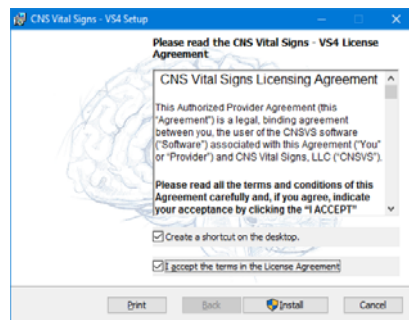 CNS Vital Signs - VS4 Setup
Please read the CNS Vital Signs - VS4 License
Agreement
CNS Vital Signs Licensing Agreement
This Authorized Provider Agreement (this
"Agreement") is a legal, binding agreement
between you, the user of the CNSVS software
("Software") associated with this Agreement ("You"
or "Provider") and CNS Vital Signs, LLC ("CNSVS").
Please read all the terms and conditions of this
Agreement carefully and, if you agree, indicate
your acceptance by clicking the "I ACCEPT"
Create a shortcut on the desktop.
I accept the terms in the License Agreement
Print
Back
Install
Cancel